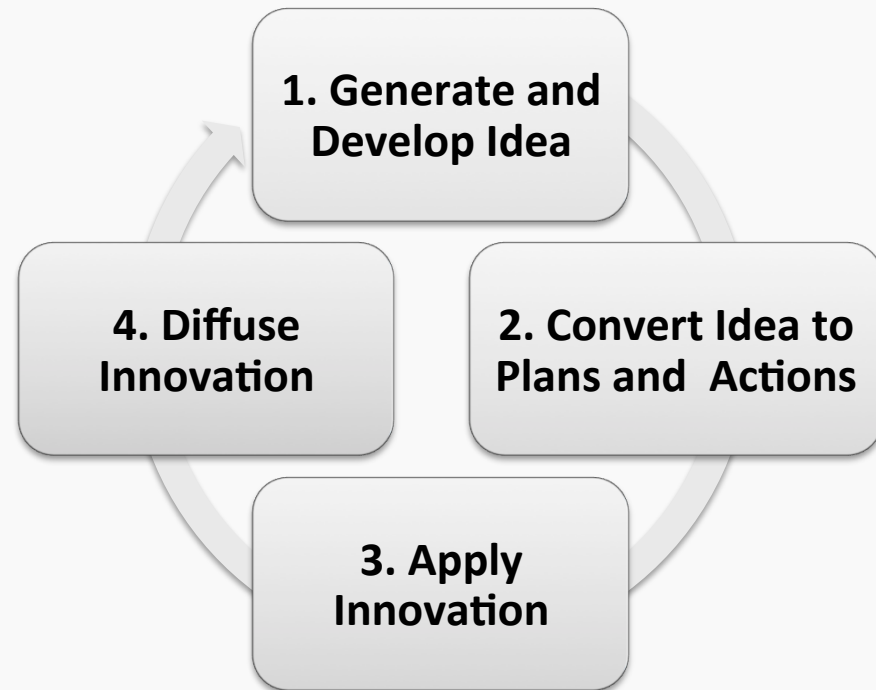 1. Generate and
Develop Idea
2. Convert Idea to
Plans and  Actions
3. Apply
Innovation
4. Diffuse
Innovation